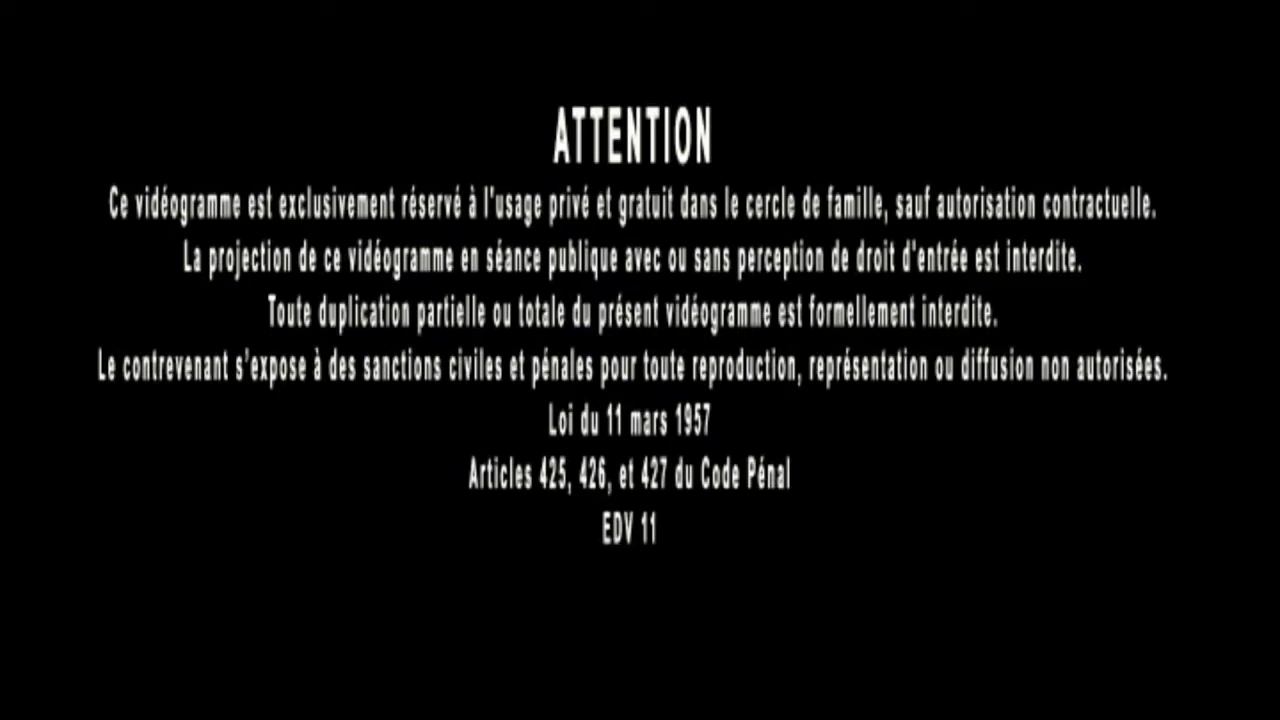 ATTENTION
Ce vidéogramme est exclusivement réservé à l'usage privé et gratuit dans le cercle de famille, sauf autorisation contractuelle.
La projection de ce vidéogramme en séance publique avec ou sans perception de droit d'entrée est interdite.
Toute duplication partielle ou totale du présent vidéogramme est formellement interdite.
Le contrevenant s'expose à des sanctions civiles et pénales pour toute reproduction, représentation ou diffusion non autorisées.
Loi du 11 mars 1957
Articles 425, 426, et 427 du Code Pénal
EDV 11